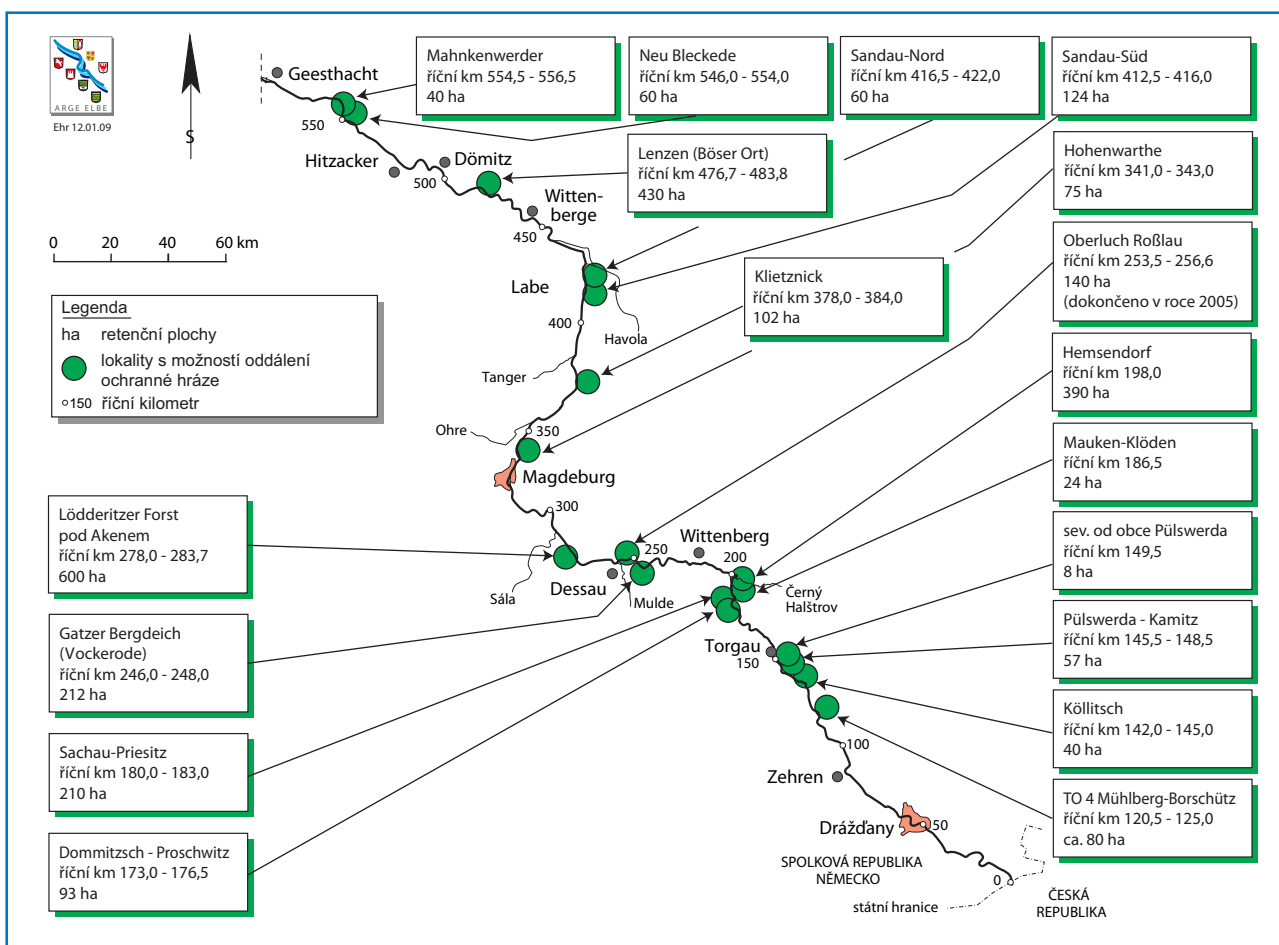 ARGE ELBE
Ehr 12.01.09
S
Mahnkenwerder
říční km 554,5 - 556,5
40 ha
Neu Bleckede
říční km 546,0 - 554,0
60 ha
Sandau-Nord
říční km 416,5 - 422,0
60 ha
Sandau-Süd
říční km 412,5 - 416,0
124 ha
Lenzen (Böser Ort)
říční km 476,7 - 483,8
430 ha
Hohenwarthe
říční km 341,0 - 343,0
75 ha
Oberluch Roßlau
říční km 253,5 - 256,6
140 ha
(dokončeno v roce 2005)
Klietznick
říční km 378,0 - 384,0
102 ha
Hemsendorf
říční km 198,0
390 ha
Mauken-Klöden
říční km 186,5
24 ha
sev. od obce Pülswerda
říční km 149,5
8 ha
Pülswerda - Kamitz
říční km 145,5 - 148,5
57 ha
Köllitsch
říční km 142,0 - 145,0
40 ha
TO 4 Mühlberg-Borschütz
říční km 120,5 - 125,0
ca. 80 ha
0 20 40 60 km
Legenda
ha retenční plochy
lokality s možností oddálení
ochranné hráze
150 říční kilometr
Lödderitzer Forst
pod Akenem
říční km 278,0 - 283,7
600 ha
Gatzer Bergdeich
(Vockerode)
říční km 246,0 - 248,0
212 ha
Sachau-Priesitz
říční km 180,0 - 183,0
210 ha
Dommitzsch - Proschwitz
říční km 173,0 - 176,5
93 ha
Geesthacht
550
Hitzacker
Dömitz
500
Witten-
berge
450
Labe
Havola
400
Tanger
Ohre
350
Magdeburg
300
Sála
Dessau
250
Mulde
Wittenberg
200
Černý
Halštrov
Torgau
150
100
Zehren
Drážďany
50
0
SPOLKOVÁ REPUBLIKA
NĚMECKO
státní hranice
ČESKÁ
REPUBLIKA